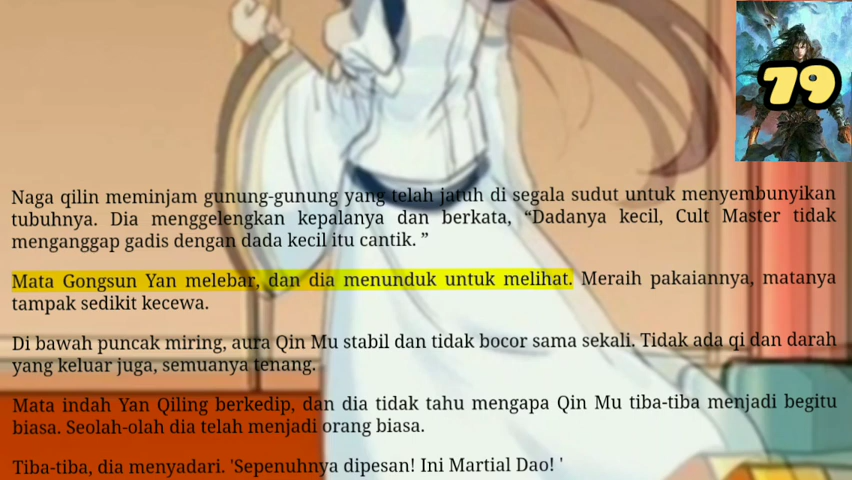 79
Naga qilin meminjam gunung-gunung yang telah jatuh di segala sudut untuk menyembunyikan
tubuhnya. Dia menggelengkan kepalanya dan berkata, “Dadanya kecil, Cult Master tidak
menganggap gadis dengan dada kecil itu cantik. ”
Mata Gongsun Yan melebar, dan dia menunduk untuk melihat. Meraih pakaiannya, matanya
tampak sedikit kecewa.
Di bawah puncak miring, aura Qin Mu stabil dan tidak bocor sama sekali. Tidak ada qi dan darah
yang keluar juga, semuanya tenang.
Mata indah Yan Qiling berkedip, dan dia tidak tahu mengapa Qin Mu tiba-tiba menjadi begitu
biasa. Seolah-olah dia telah menjadi orang biasa.
Tiba-tiba, dia menyadari. 'Sepenuhnya dipesan! Ini Martial Dao! '